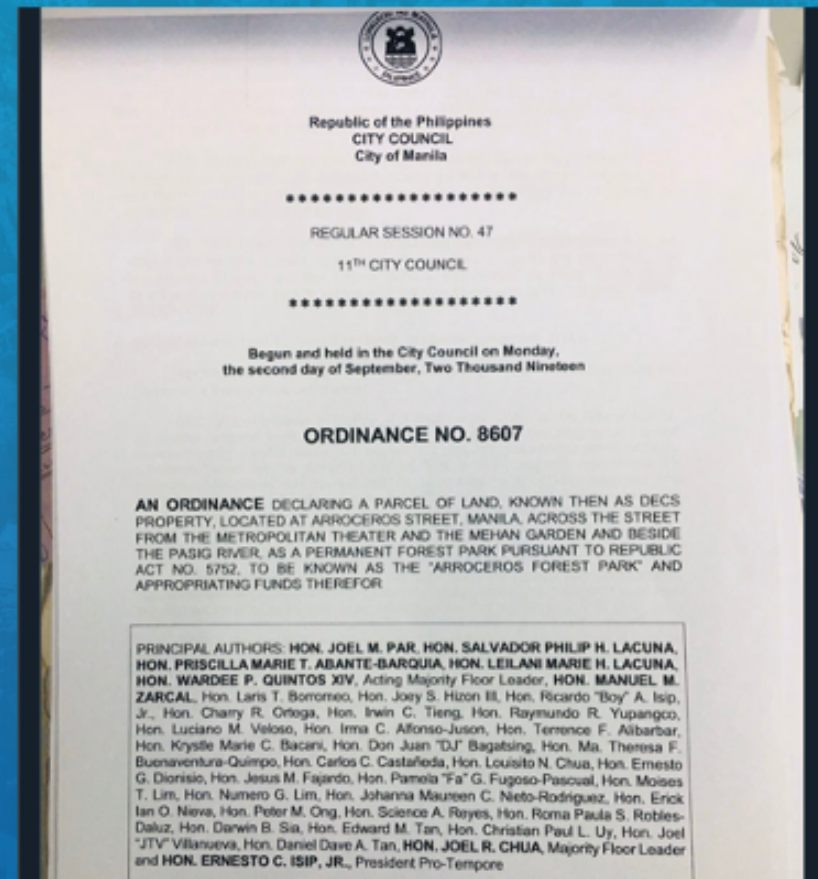 Republic of the Philippines
CITY COUNCIL
City of Manila
*******************
REGULAR SESSION NO. 47
11TH CITY COUNCIL
*******************
Begun and held in the City Council on Monday,
the second day of September, Two Thousand Nineteen
ORDINANCE NO. 8607
AN ORDINANCE DECLARING A PARCEL OF LAND, KNOWN THEN AS DECS
PROPERTY, LOCATED AT ARROCEROS STREET, MANILA, ACROSS THE STREET
FROM THE METROPOLITAN THEATER AND THE MEHAN GARDEN AND BESIDE
THE PASIG RIVER, AS A PERMANENT FOREST PARK PURSUANT TO REPUBLIC
ACT NO. 5752, TO BE KNOWN AS THE "ARROCEROS FOREST PARK" AND
APPROPRIATING FUNDS THEREFOR
PRINCIPAL AUTHORS: HON. JOEL M. PAR, HON. SALVADOR PHILIP H. LACUNA,
HON. PRISCILLA MARIE T. ABANTE-BARQUIA, HON. LEILANI MARIE H. LACUNA,
HON. WARDEE P. QUINTOS XIV, Acting Majority Floor Leader, HON. MANUEL M.
ZARCAL, Hon. Laris T. Borromeo, Hon. Joey S. Hizon III, Hon. Ricardo "Boy" A. Isip,
Jr., Hon. Charry R. Ortega, Hon. Irwin C. Tieng, Hon. Raymundo R. Yupangco,
Hon. Luciano M. Veloso, Hon. Irma C. Alfonso-Juson, Hon. Terrence F. Alibarbar,
Hon. Krystle Marie C. Bacani, Hon. Don Juan "DJ" Bagatsing, Hon. Ma. Theresa F.
Buenaventura-Quimpo, Hon. Carlos C. Castañeda, Hon. Louisito N. Chua, Hon. Ernesto
G. Dionisio, Hon. Jesus M. Fajardo, Hon. Pamela "Fa" G. Fugoso-Pascual, Hon. Moises
T. Lim, Hon. Numero G. Lim, Hon. Johanna Maureen C. Nieto-Rodriguez, Hon. Erick
Ian O. Nieva, Hon. Peter M. Ong, Hon. Science A. Reyes, Hon. Roma Paula S. Robles-
Daluz, Hon. Darwin B. Sia, Hon. Edward M. Tan, Hon. Christian Paul L. Uy, Hon. Joel
"JTV" Villanueva, Hon. Daniel Dave A. Tan, HON. JOEL R. CHUA, Majority Floor Leader
and HON. ERNESTO C. ISIP, JR., President Pro-Tempore